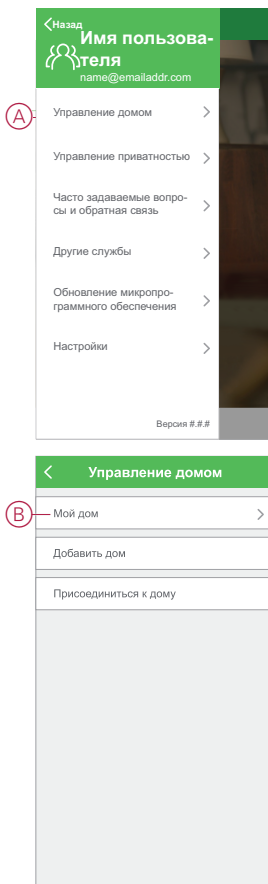 Назад
Имя пользова-
теля
name@emailaddr.com
A
Управление домом
Управление приватностью
Часто задаваемые вопро-
сы и обратная связь
Другие службы
Обновление микропро-
граммного обеспечения
Настройки
Версия #.#.#
Управление домом
B
Мой дом
Добавить дом
Присоединиться к дому